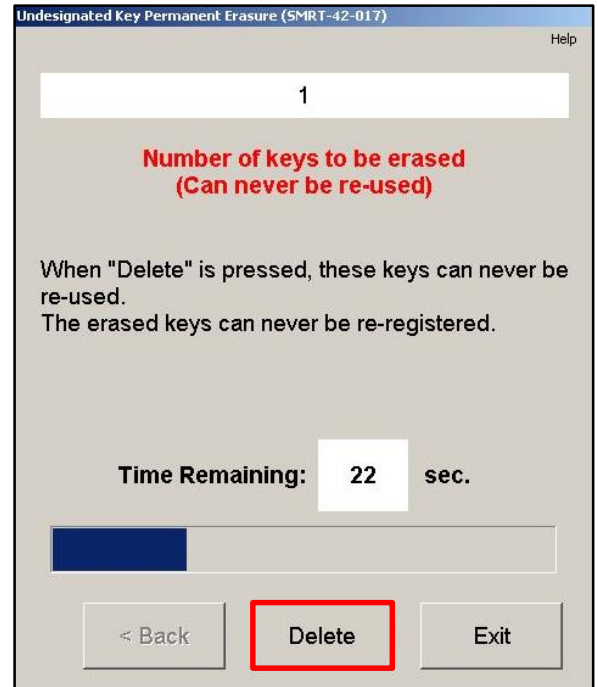 Undesignated Key Permanent Erasure (SMRT-42-017)
Help
1
Number of keys to be erased
(Can never be re-used)
When "Delete" is pressed, these keys can never be
re-used.
The erased keys can never be re-registered.
Time Remaining: 22 sec.
< Back Delete Exit